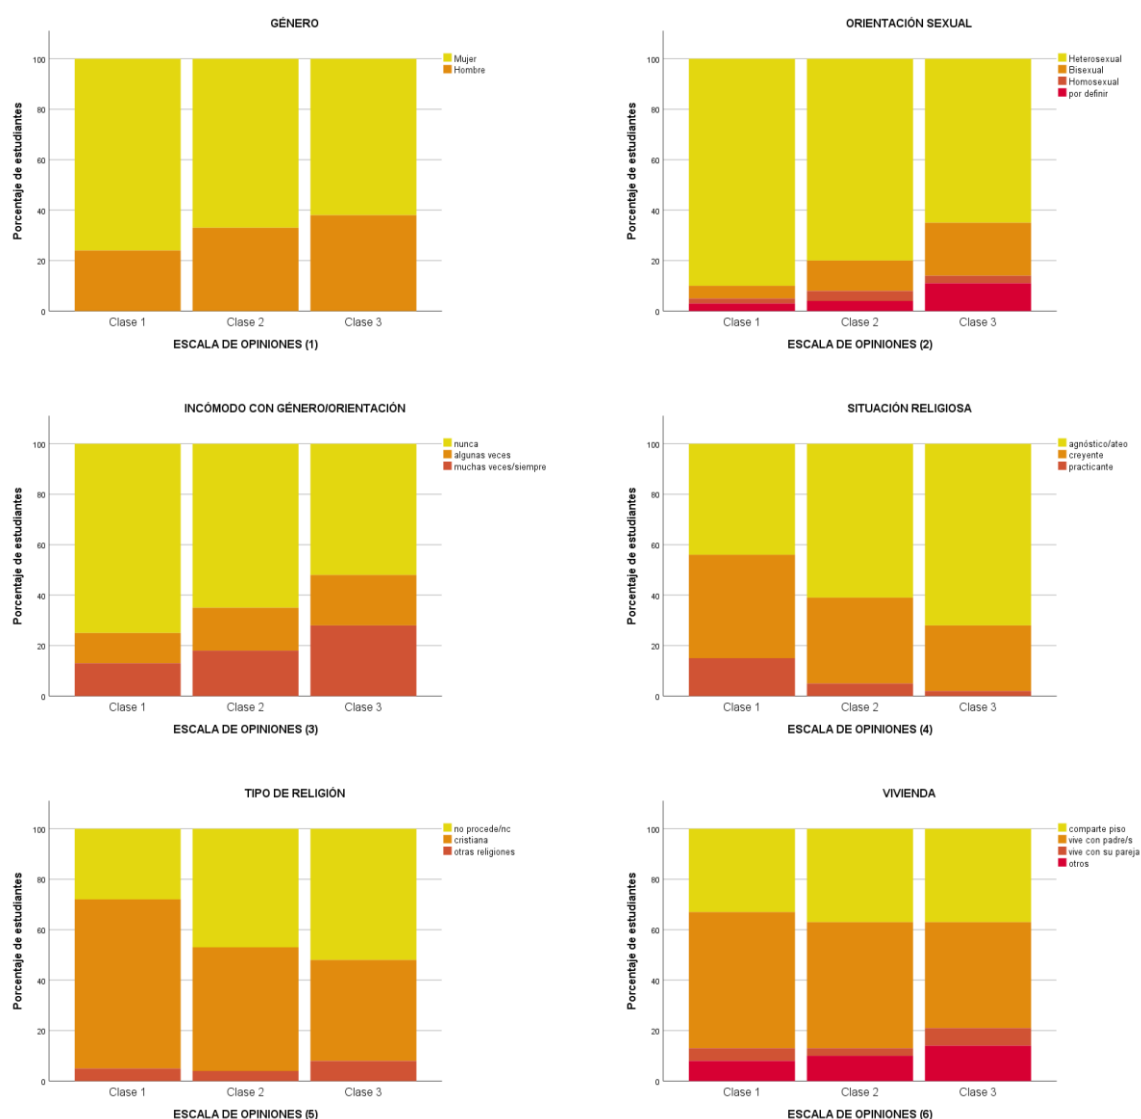 GÉNERO
Porcentaje de estudiantes
100
80
60
40
20
0
Clase 1
Clase 2
Clase 3
ESCALA DE OPINIONES (1)
Mujer
Hombre
ORIENTACIÓN SEXUAL
Porcentaje de estudiantes
100
80
60
40
20
0
Clase 1
Clase 2
Clase 3
ESCALA DE OPINIONES (2)
Heterosexual
Bisexual
Homosexual
por definir
INCÓMODO CON GÉNERO/ORIENTACIÓN
Porcentaje de estudiantes
100
80
60
40
20
0
Clase 1
Clase 2
Clase 3
ESCALA DE OPINIONES (3)
nunca
algunas veces
muchas veces/siempre
SITUACIÓN RELIGIOSA
Porcentaje de estudiantes
100
80
60
40
20
0
Clase 1
Clase 2
Clase 3
ESCALA DE OPINIONES (4)
agnóstico/ateo
creyente
practicante
TIPO DE RELIGIÓN
Porcentaje de estudiantes
100
80
60
40
20
0
Clase 1
Clase 2
Clase 3
ESCALA DE OPINIONES (5)
no procede/nc
cristiana
otras religiones
VIVIENDA
Porcentaje de estudiantes
100
80
60
40
20
0
Clase 1
Clase 2
Clase 3
ESCALA DE OPINIONES (6)
comparte piso
vive con padre/s
vive con su pareja
otros